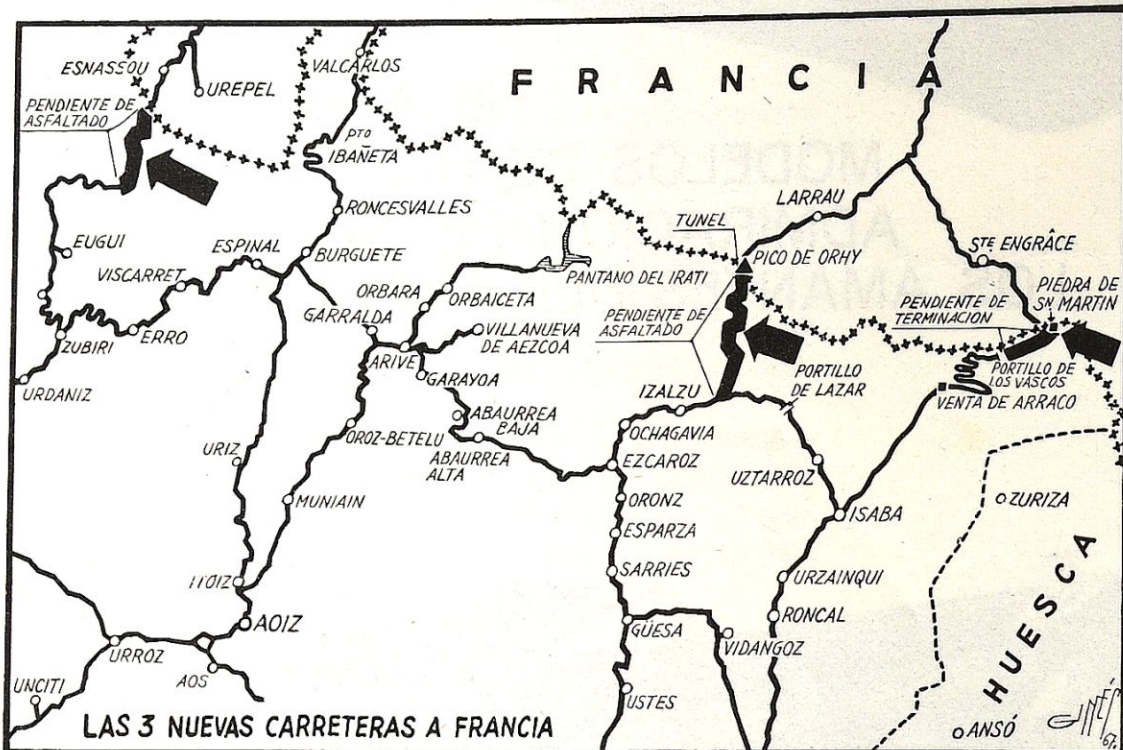 FRANCIA
ESNASSOU
UREPEL
VALCARLOS
PENDIENTE DE
ASFALTADO
PTO
IBAÑETA
RONCESVALLES
LARRAU
TUNEL
PICO DE ORHY
STE ENGRÂCE
PIEDRA DE
SN MARTIN
EUGUI
ESPINAL
BURGUETE
VISCARRET
PANTANO DEL IRATI
ORBARA
ORBAICETA
GARRALDA
VILLANUEVA
DE AEZCOA
PENDIENTE DE
ASFALTADO
PENDIENTE DE
TERMINACION
ZUBIRI
ERRO
ARIVE
GARAYOA
PORTILLO
DE LAZAR
PORTILLO DE
LOS VASCOS
URDANIZ
IZALZU
VENTA DE ARRACO
ABAURREA
BAJA
OROZ-BETELU
OCHAGAVIA
ABAURREA
ALTA
EZCAROZ
URIZ
UZTARROZ
MUNIAIN
ORONZ
ISABA
ZURIZA
ESPARZA
ITOIZ
SARRIES
URZAINQUI
HUESCA
AOIZ
GÜESA
RONCAL
VIDANGOZ
URROZ
AOS
UNCITI
USTES
LAS 3 NUEVAS CARRETERAS A FRANCIA
ANSÓ
GINÉS
67.